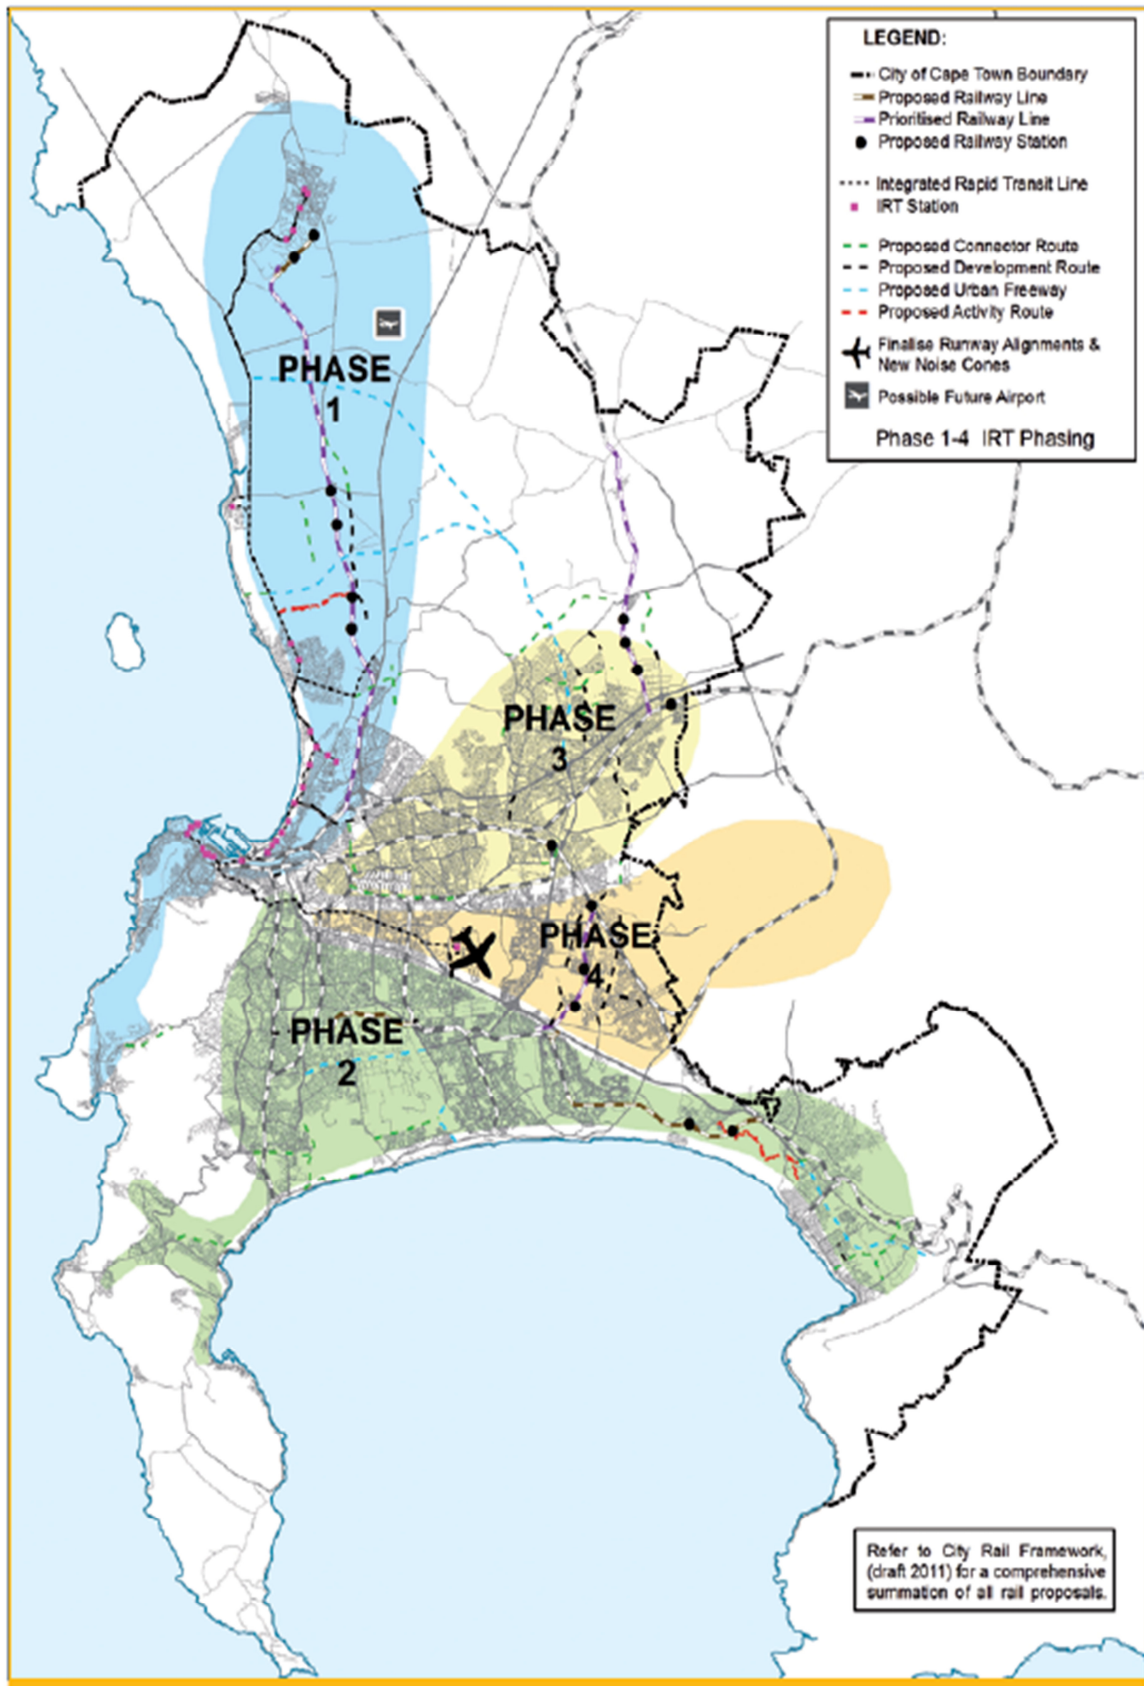 LEGEND:
City of Cape Town Boundary
Proposed Railway Line
Prioritised Railway Line
Proposed Railway Station
Integrated Rapid Transit Line
IRT Station
Proposed Connector Route
Proposed Development Route
Proposed Urban Freeway
Proposed Activity Route
Finalise Runway Alignments &
New Noise Cones
Possible Future Airport
Phase 1-4 IRT Phasing
PHASE
1
PHASE
3
PHASE
4
PHASE
2
Refer to City Rail Framework,
(draft 2011) for a comprehensive
summation of all rail proposals.